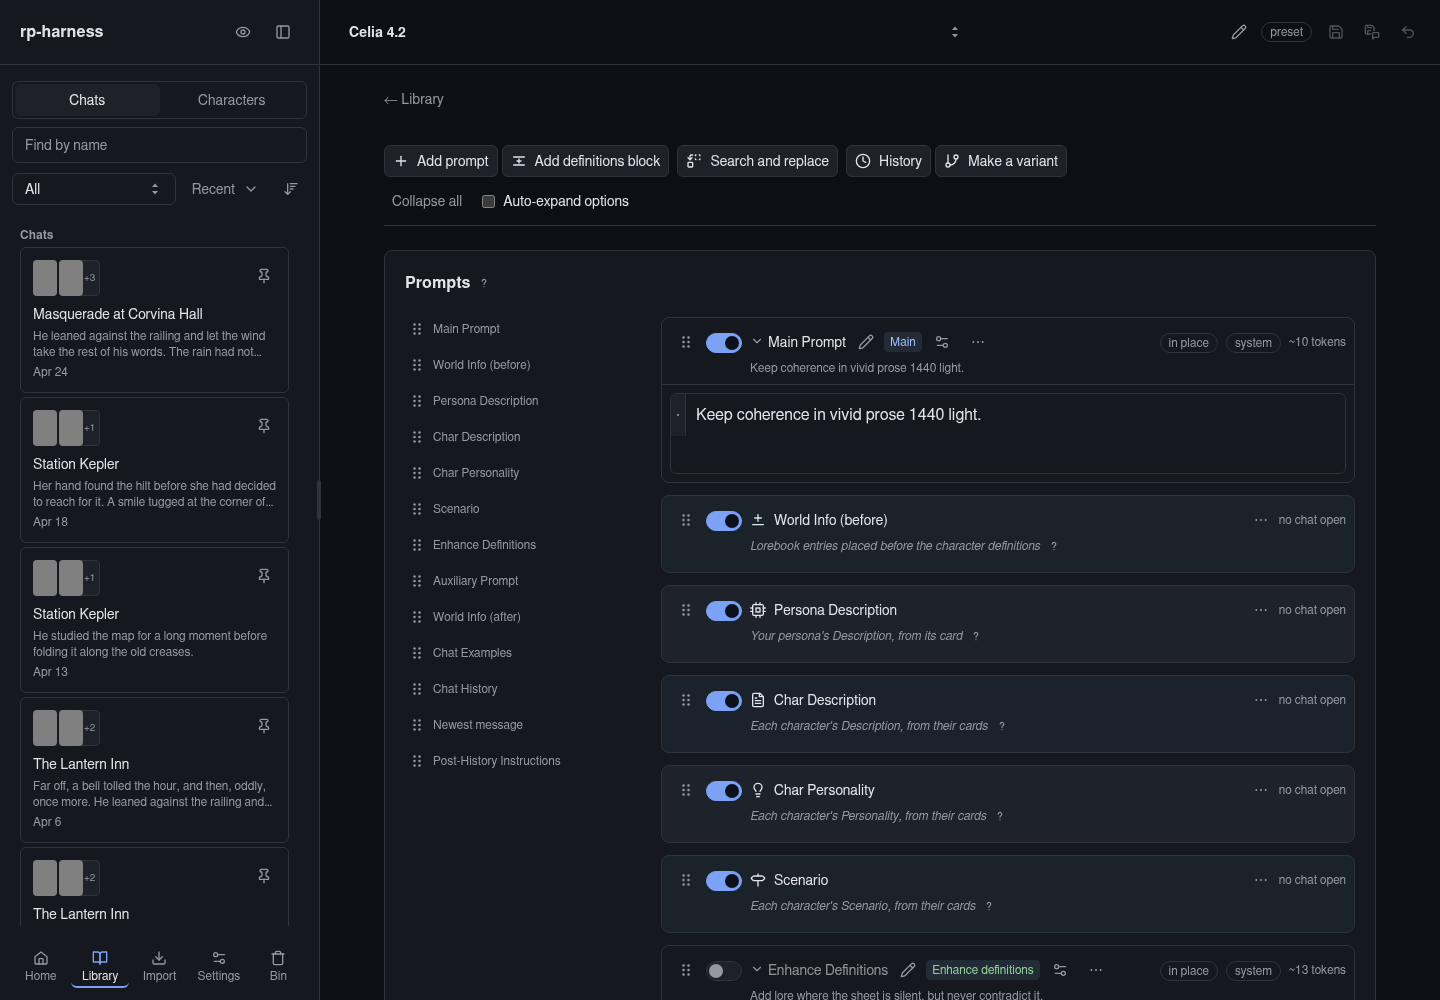 rp-harness
Chats
Characters
Find by name
All
Recent
Chats
+3
Masquerade at Corvina Hall
He leaned against the railing and let the wind
take the rest of his words. The rain had not…
Apr 24
+1
Station Kepler
Her hand found the hilt before she had decided
to reach for it. A smile tugged at the corner of…
Apr 18
+1
Station Kepler
He studied the map for a long moment before
folding it along the old creases.
Apr 13
+2
The Lantern Inn
Far off, a bell tolled the hour, and then, oddly,
once more. He leaned against the railing and…
Apr 6
+2
The Lantern Inn
Home
Library
Import
Settings
Bin
Celia 4.2
preset
← Library
Add prompt
Add definitions block
Search and replace
History
Make a variant
Collapse all
Auto-expand options
Prompts ?
Main Prompt
World Info (before)
Persona Description
Char Description
Char Personality
Scenario
Enhance Definitions
Auxiliary Prompt
World Info (after)
Chat Examples
Chat History
Newest message
Post-History Instructions
Main Prompt Main in place system ~10 tokens
Keep coherence in vivid prose 1440 light.
Keep coherence in vivid prose 1440 light.
World Info (before) no chat open
Lorebook entries placed before the character definitions ?
Persona Description no chat open
Your persona's Description, from its card ?
Char Description no chat open
Each character's Description, from their cards ?
Char Personality no chat open
Each character's Personality, from their cards ?
Scenario no chat open
Each character's Scenario, from their cards ?
Enhance Definitions Enhance definitions in place system ~13 tokens
Add lore where the sheet is silent, but never contradict it.